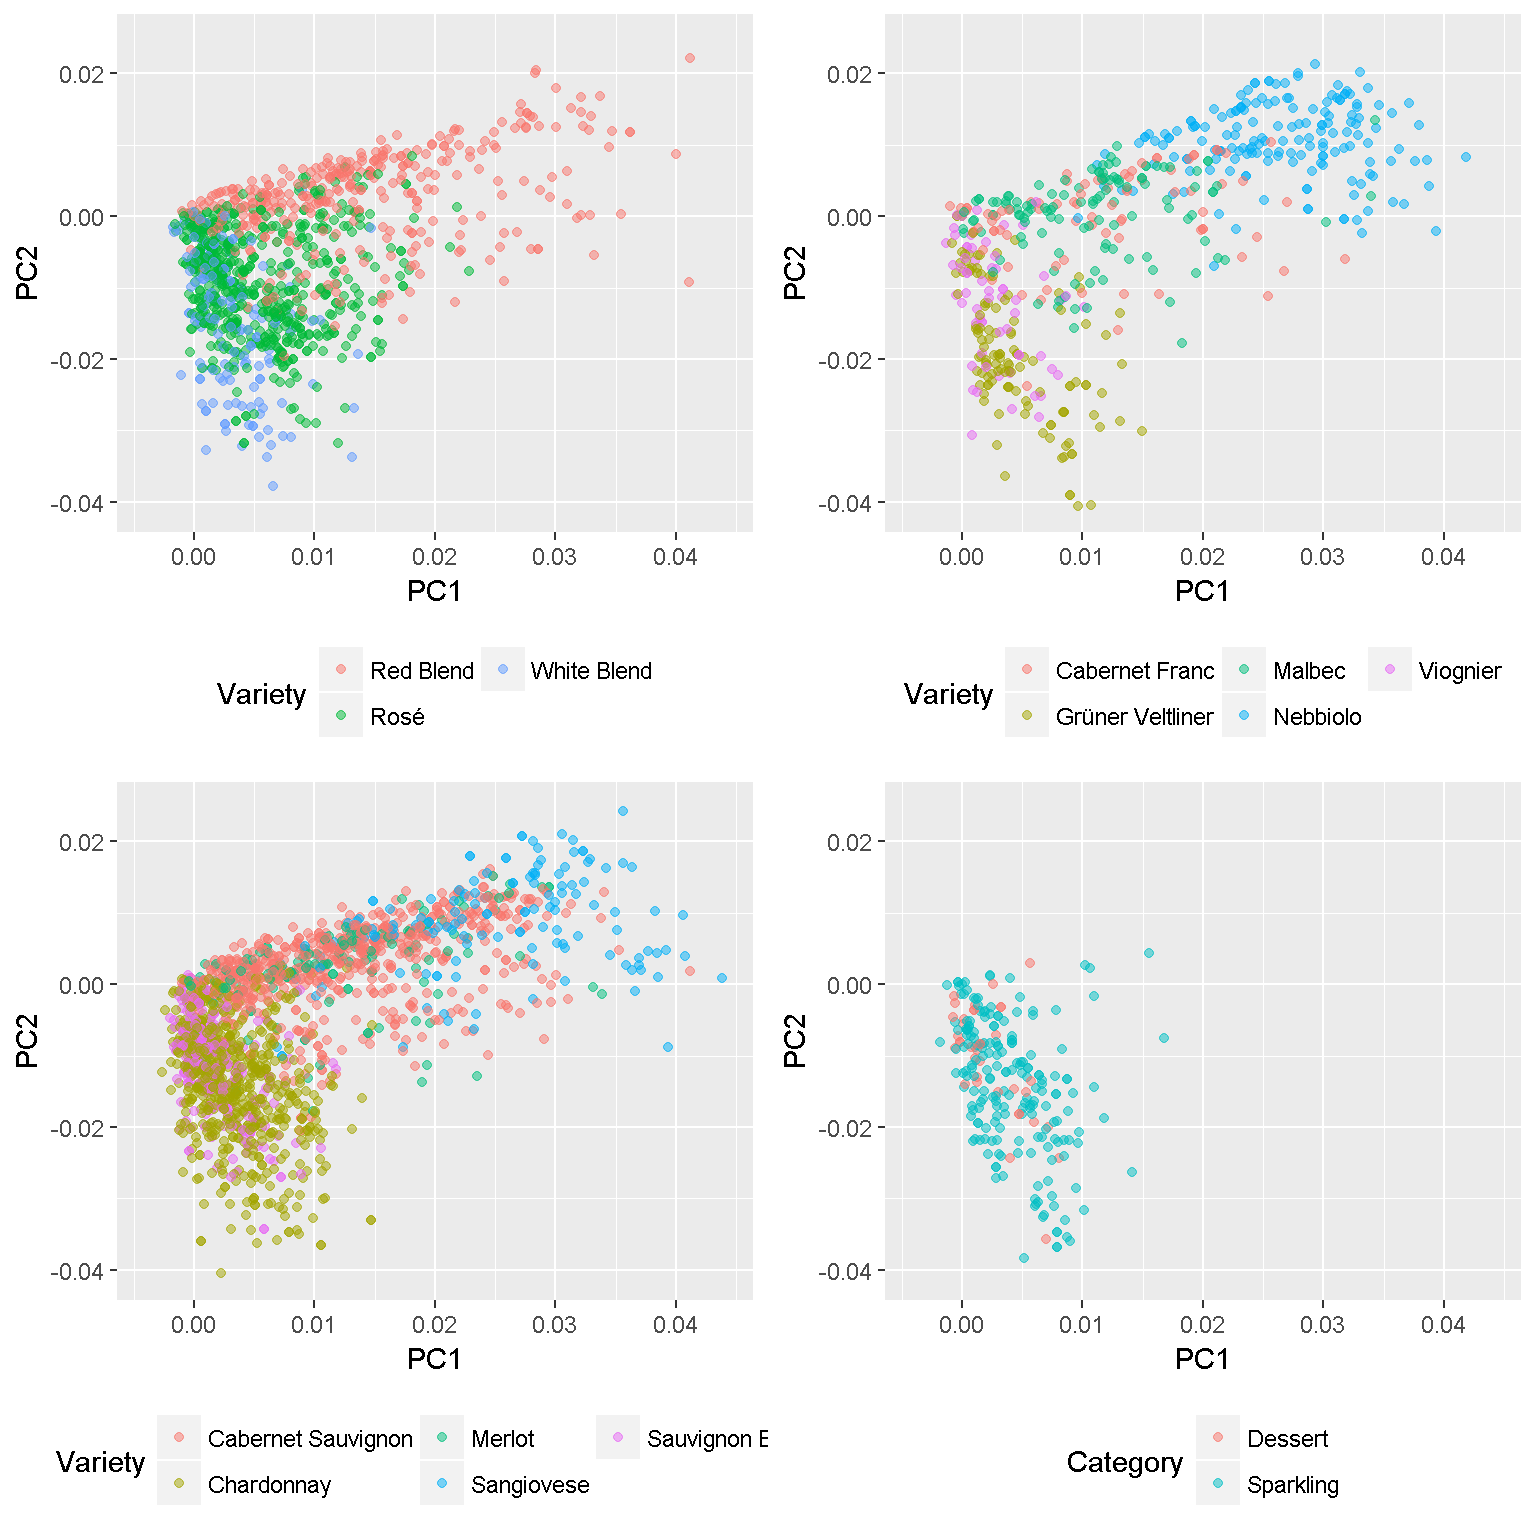 0.02
0.00
-0.02
-0.04
PC2
0.00 0.01 0.02 0.03 0.04
PC1
Variety
Red Blend
White Blend
Rosé
0.02
0.00
-0.02
-0.04
PC2
0.00 0.01 0.02 0.03 0.04
PC1
Variety
Cabernet Franc
Malbec
Viognier
Grüner Veltliner
Nebbiolo
0.02
0.00
-0.02
-0.04
PC2
0.00 0.01 0.02 0.03 0.04
PC1
Variety
Cabernet Sauvignon
Merlot
Sauvignon
Chardonnay
Sangiovese
0.02
0.00
-0.02
-0.04
PC2
0.00 0.01 0.02 0.03 0.04
PC1
Category
Dessert
Sparkling